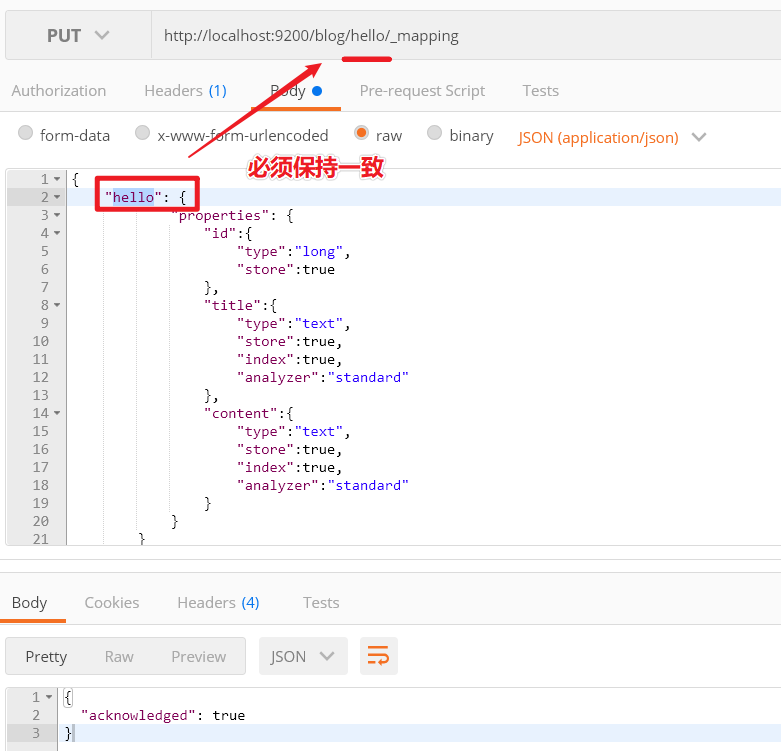 PUT http://localhost:9200/blog/hello/_mapping
Authorization Headers (1) Body Pre-request Script Tests
form-data x-www-form-urlencoded raw binary JSON (application/json)
必须保持一致
1 {
2 "hello": {
3 "properties": {
4 "id":{
5 "type":"long",
6 "store":true
7 },
8 "title":{
9 "type":"text",
10 "store":true,
11 "index":true,
12 "analyzer":"standard"
13 },
14 "content":{
15 "type":"text",
16 "store":true,
17 "index":true,
18 "analyzer":"standard"
19 }
20 }
21 }
Body Cookies Headers (4) Tests
Pretty Raw Preview JSON
1 {
2 "acknowledged": true
3 }